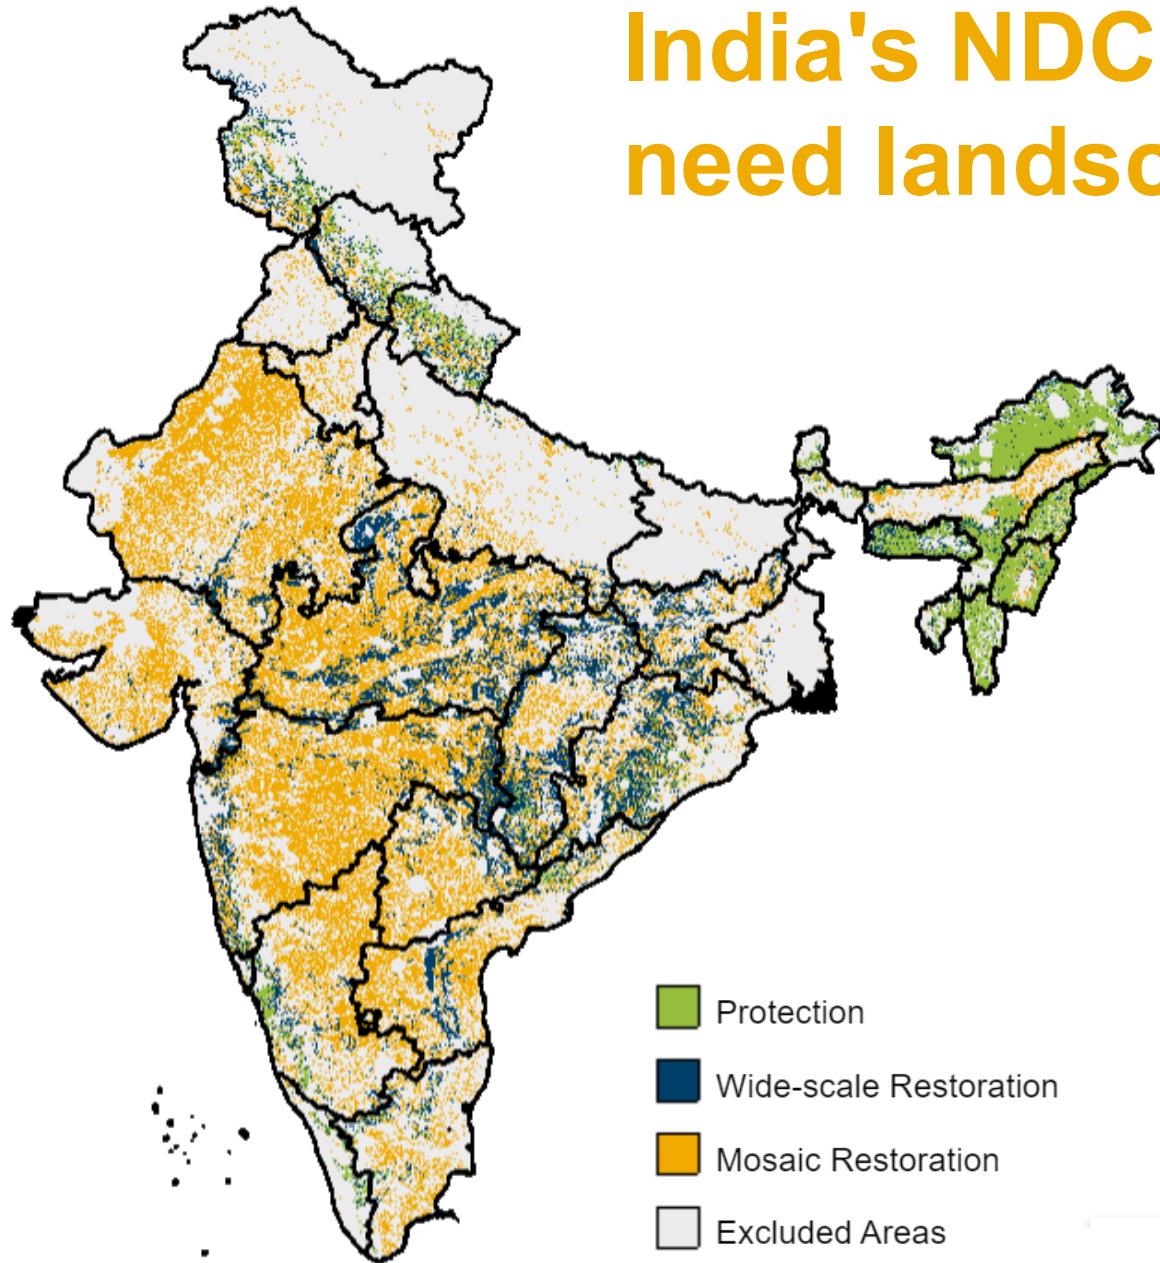 India's NDC
need landsc
Protection
Wide-scale Restoration
Mosaic Restoration
Excluded Areas